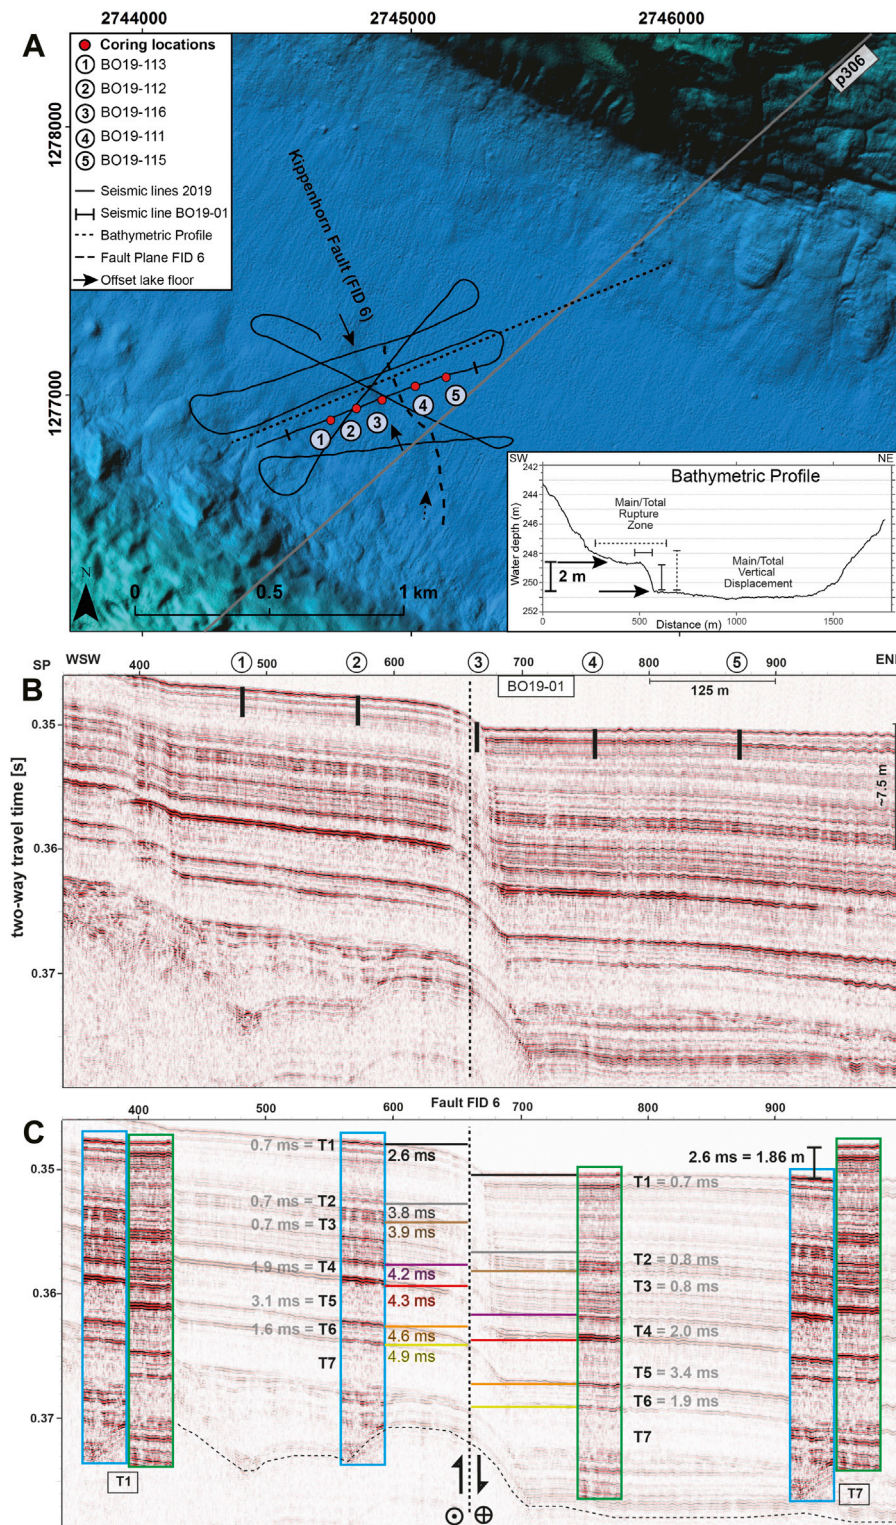 2744000 2745000 2746000
A
Coring locations
1 BO19-113
2 BO19-112
3 BO19-116
4 BO19-111
5 BO19-115
Seismic lines 2019
Seismic line BO19-01
Bathymetric Profile
Fault Plane FID 6
Offset lake floor
1278000
1277000
p306
Kippenhorn Fault (FID 6)
1 2 3 4 5
N
0 0.5 1 km
SW NE
Bathymetric Profile
Water depth (m)
242
244
246
248
250
252
Main/Total
Rupture
Zone
Main/Total
Vertical
Displacement
2 m
0 500 1000 1500
Distance (m)
B
SP WSW 400 1 500 2 600 3 700 4 800 5 900 EN
BO19-01
125 m
~7.5 m
two-way travel time [s]
0.35
0.36
0.37
C
400 500 600 Fault FID 6 700 800 900
0.35
0.36
0.37
0.7 ms = T1
0.7 ms = T2
0.7 ms = T3
1.9 ms = T4
3.1 ms = T5
1.6 ms = T6
T7
2.6 ms
3.8 ms
3.9 ms
4.2 ms
4.3 ms
4.6 ms
4.9 ms
2.6 ms = 1.86 m
T1 = 0.7 ms
T2 = 0.8 ms
T3 = 0.8 ms
T4 = 2.0 ms
T5 = 3.4 ms
T6 = 1.9 ms
T7
T1
T7